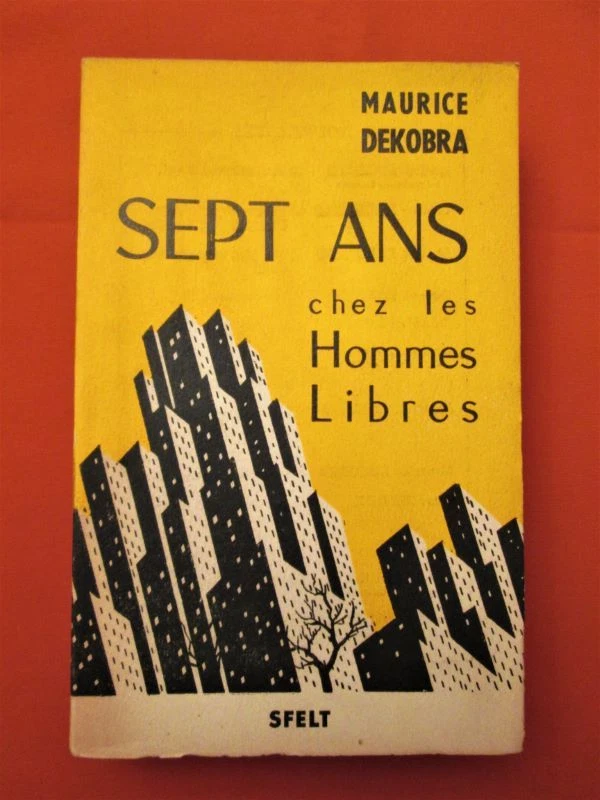 MAURICE
DEKOBRA
SEPT ANS
chez les
Hommes
Libres
SFELT